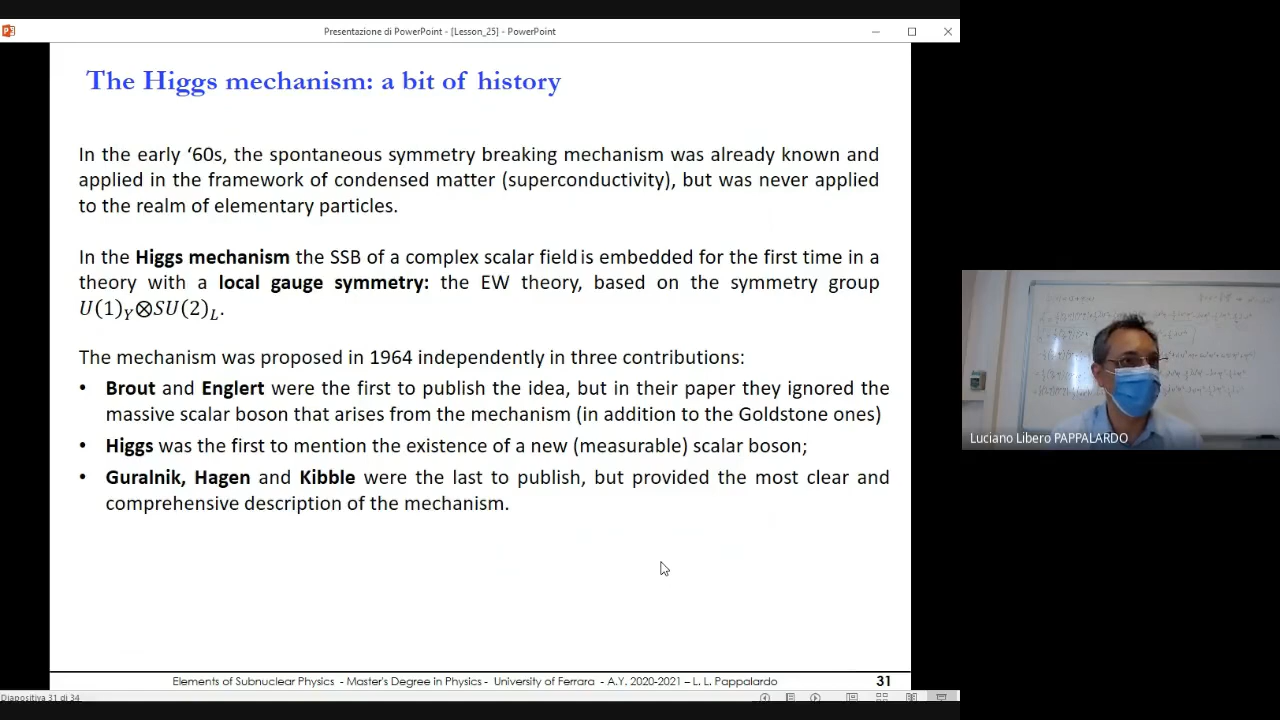 Presentazione di PowerPoint - [Lesson_25] - PowerPoint
The Higgs mechanism: a bit of history
In the early ‘60s, the spontaneous symmetry breaking mechanism was already known and
applied in the framework of condensed matter (superconductivity), but was never applied
to the realm of elementary particles.
In the Higgs mechanism the SSB of a complex scalar field is embedded for the first time in a
theory with a local gauge symmetry: the EW theory, based on the symmetry group
U(1)_Y⊗SU(2)_L.
The mechanism was proposed in 1964 independently in three contributions:
• Brout and Englert were the first to publish the idea, but in their paper they ignored the
massive scalar boson that arises from the mechanism (in addition to the Goldstone ones)
• Higgs was the first to mention the existence of a new (measurable) scalar boson;
• Guralnik, Hagen and Kibble were the last to publish, but provided the most clear and
comprehensive description of the mechanism.
Luciano Libero PAPPALARDO
Elements of Subnuclear Physics - Master's Degree in Physics - University of Ferrara - A.Y. 2020-2021 – L. L. Pappalardo
31
Diapositiva 31 di 34